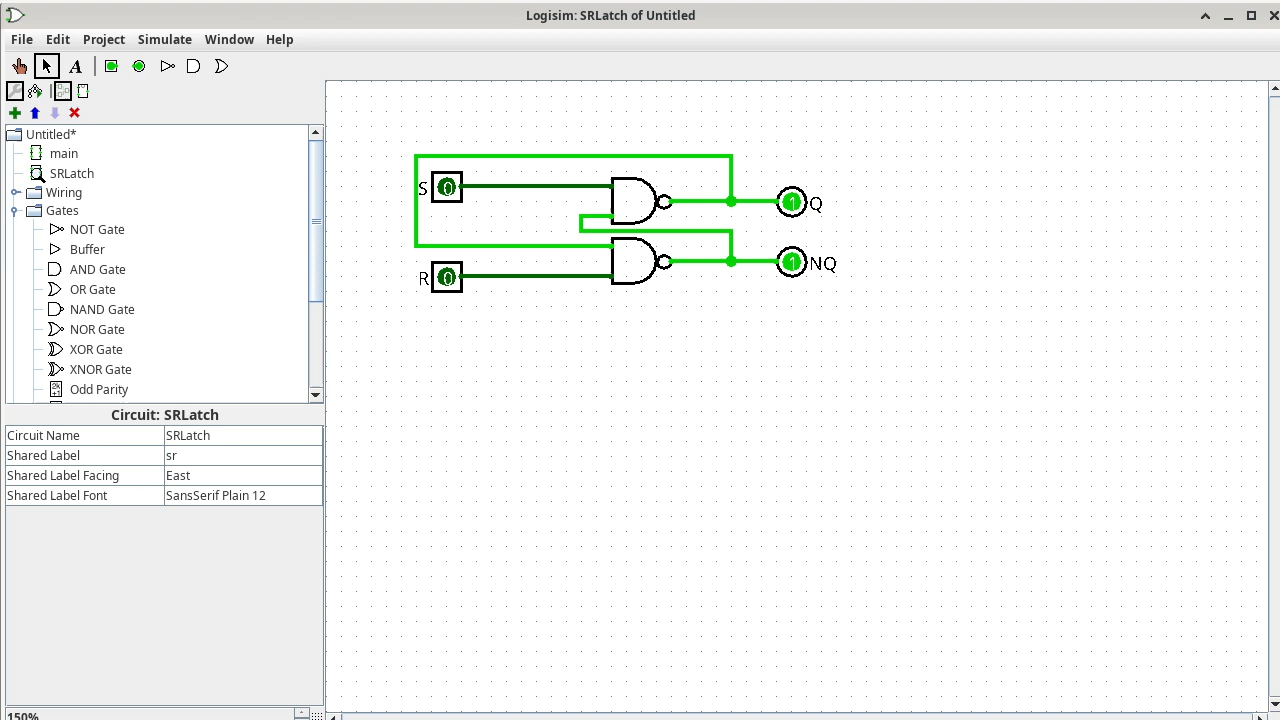 Logisim: SRLatch of Untitled
File Edit Project Simulate Window Help
A
Untitled*
main
SRLatch
Wiring
Gates
NOT Gate
Buffer
AND Gate
OR Gate
NAND Gate
NOR Gate
XOR Gate
XNOR Gate
Odd Parity
Circuit: SRLatch
Circuit Name SRLatch
Shared Label sr
Shared Label Facing East
Shared Label Font SansSerif Plain 12
150%
S 0 1 Q
R 0 1 NQ